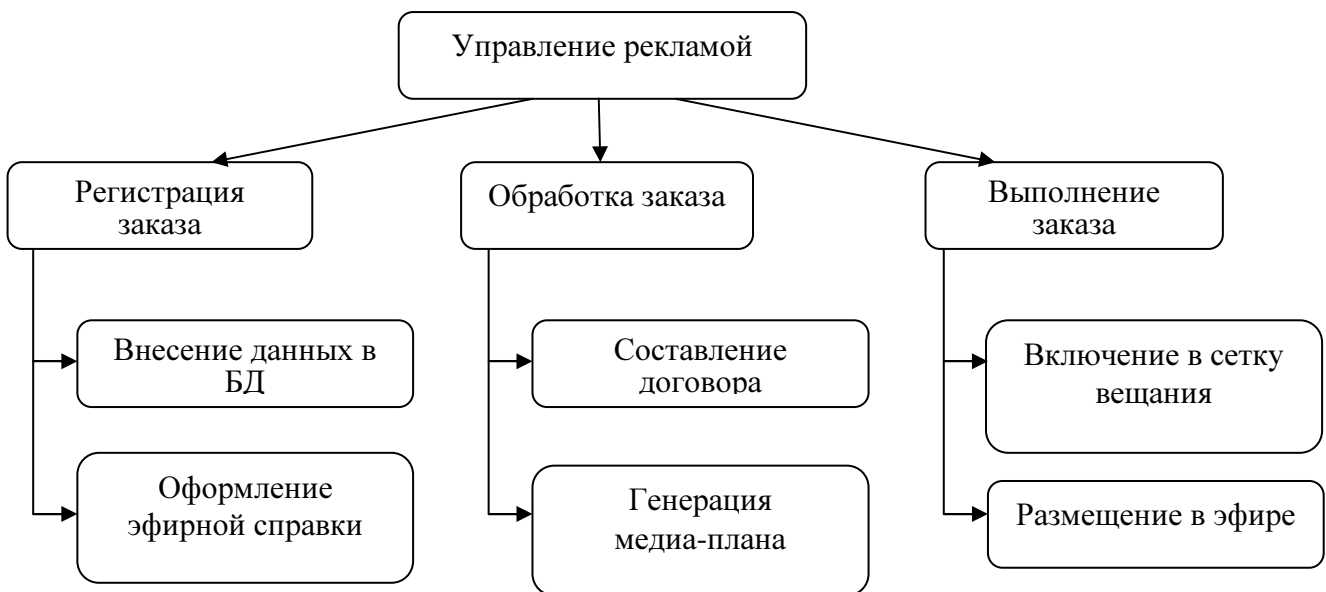 Управление рекламой
Регистрация
заказа
Обработка заказа
Выполнение
заказа
Внесение данных в
БД
Составление
договора
Включение в сетку
вещания
Оформление
эфирной справки
Генерация
медиа-плана
Размещение в эфире